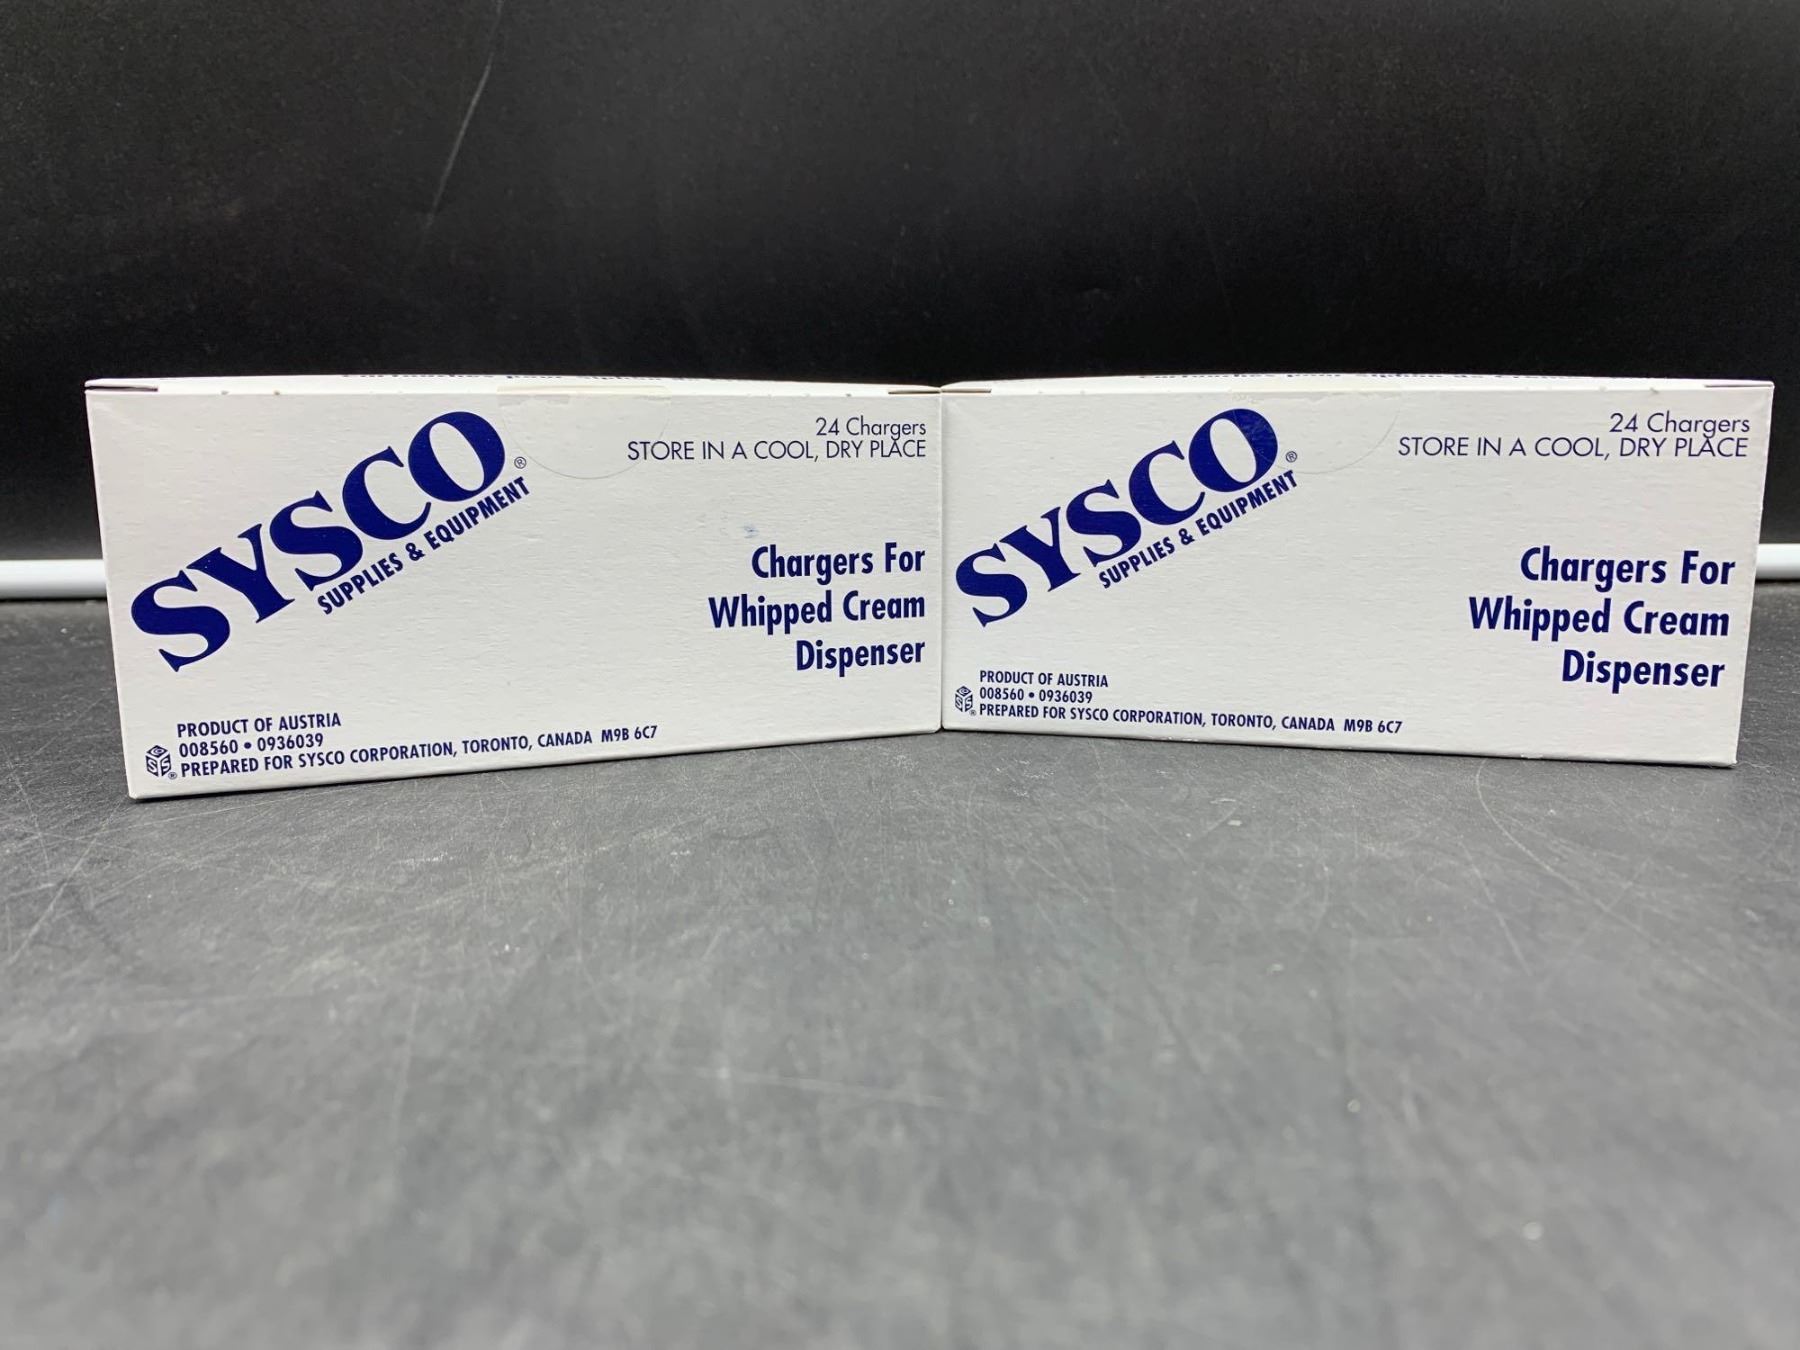 SYSCO®
SUPPLIES & EQUIPMENT
24 Chargers
STORE IN A COOL, DRY PLACE
Chargers For
Whipped Cream
Dispenser
PRODUCT OF AUSTRIA
008560 • 0936039
PREPARED FOR SYSCO CORPORATION, TORONTO, CANADA M9B 6C7
SYSCO®
SUPPLIES & EQUIPMENT
24 Chargers
STORE IN A COOL, DRY PLACE
Chargers For
Whipped Cream
Dispenser
PRODUCT OF AUSTRIA
008560 • 0936039
PREPARED FOR SYSCO CORPORATION, TORONTO, CANADA M9B 6C7